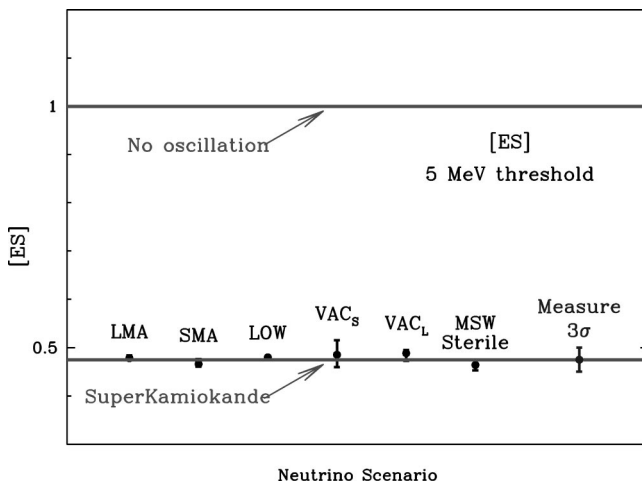 1
No oscillation
[ES]
5 MeV threshold
[ES]
LMA
SMA
LOW
VACₛ
VAC_L
MSW
Sterile
Measure
3σ
0.5
SuperKamiokande
Neutrino Scenario